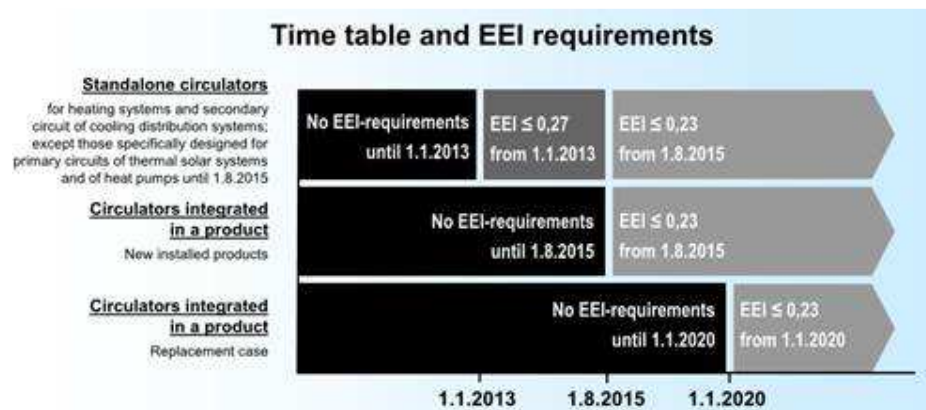 Time table and EEI requirements
Standalone circulators
for heating systems and secondary
circuit of cooling distribution systems;
except those specifically designed for
primary circuits of thermal solar systems
and of heat pumps until 1.8.2015
No EEI-requirements
until 1.1.2013
EEI ≤ 0,27
from 1.1.2013
EEI ≤ 0,23
from 1.8.2015
Circulators integrated
in a product
New installed products
No EEI-requirements
until 1.8.2015
EEI ≤ 0,23
from 1.8.2015
Circulators integrated
in a product
Replacement case
No EEI-requirements
until 1.1.2020
EEI ≤ 0,23
from 1.1.2020
1.1.2013
1.8.2015
1.1.2020